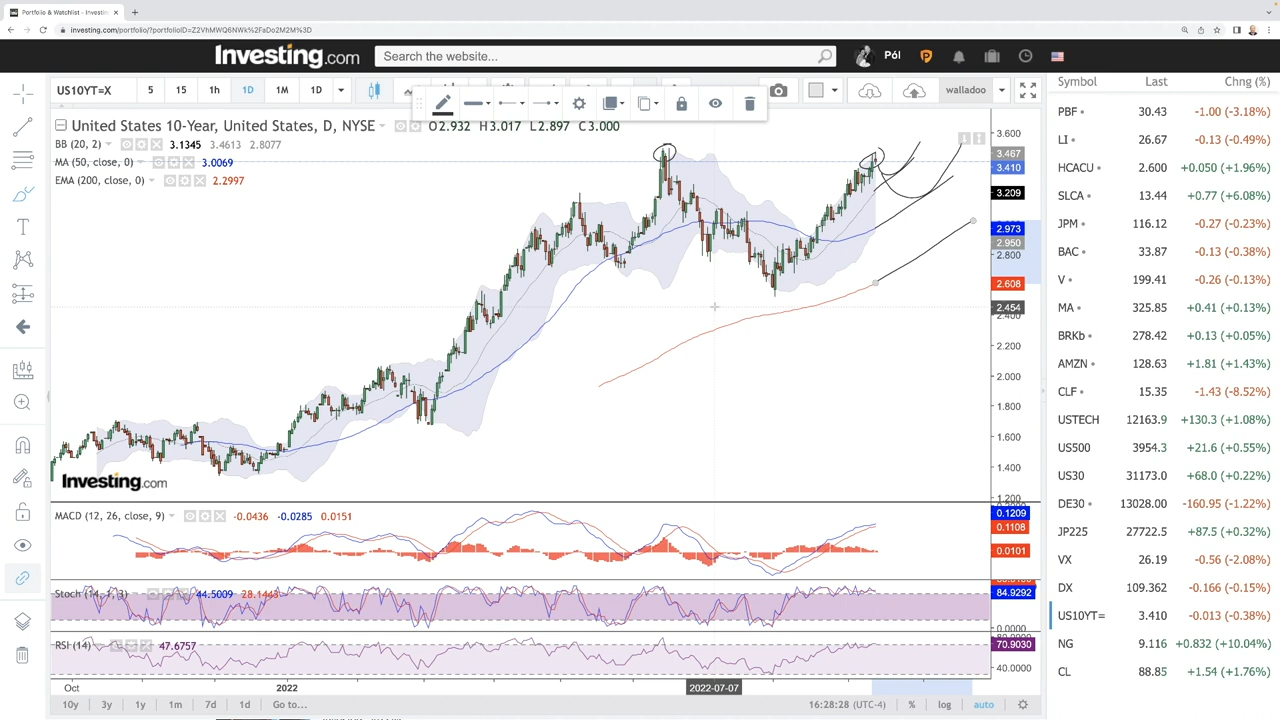 Portfolio & Watchlist - Investing
investing.com/portfolio/?portfolioID=Z2VhMWQ6NWk%2FaDo2M2M%3D
Investing.com
Search the website...
Pól
US10YT=X
5 15 1h 1D 1M 1D
walladoo
United States 10-Year, United States, D, NYSE
O2.932 H3.017 L2.897 C3.000
BB (20, 2) 3.1345 3.4613 2.8077
MA (50, close, 0) 3.0069
EMA (200, close, 0) 2.2997
3.600
3.467
3.410
3.209
2.973
2.950
2.800
2.608
2.454
2.400
2.200
2.000
1.800
1.600
1.400
1.200
Investing.com
MACD (12, 26, close, 9) -0.0436 -0.0285 0.0151
0.1209
0.1108
0.0101
Stoch (14, 1, 3) 44.5009 28.1443
84.9292
0.0000
RSI (14) 47.6757
70.9030
40.0000
Oct 2022 2022-07-07
10y 3y 1y 1m 7d 1d Go to...
16:28:28 (UTC-4) % log auto
Symbol Last Chng (%)
PBF 30.43 -1.00 (-3.18%)
LI 26.67 -0.13 (-0.49%)
HCACU 2.600 +0.050 (+1.96%)
SLCA 13.44 +0.77 (+6.08%)
JPM 116.12 -0.27 (-0.23%)
BAC 33.87 -0.13 (-0.38%)
V 199.41 -0.26 (-0.13%)
MA 325.85 +0.41 (+0.13%)
BRKb 278.42 +0.13 (+0.05%)
AMZN 128.63 +1.81 (+1.43%)
CLF 15.35 -1.43 (-8.52%)
USTECH 12163.9 +130.3 (+1.08%)
US500 3954.3 +21.6 (+0.55%)
US30 31173.0 +68.0 (+0.22%)
DE30 13028.00 -160.95 (-1.22%)
JP225 27722.5 +87.5 (+0.32%)
VX 26.19 -0.56 (-2.08%)
DX 109.362 -0.166 (-0.15%)
US10YT= 3.410 -0.013 (-0.38%)
NG 9.116 +0.832 (+10.04%)
CL 88.85 +1.54 (+1.76%)